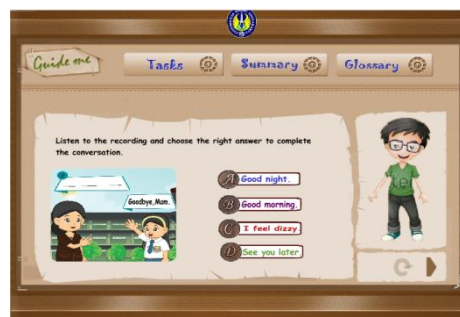 Guide me
Tasks
Summary
Glossary
Listen to the recording and choose the right answer to complete
the conversation.
Goodbye, Mam.
A Good night.
B Good morning.
C I feel dizzy.
D See you later.